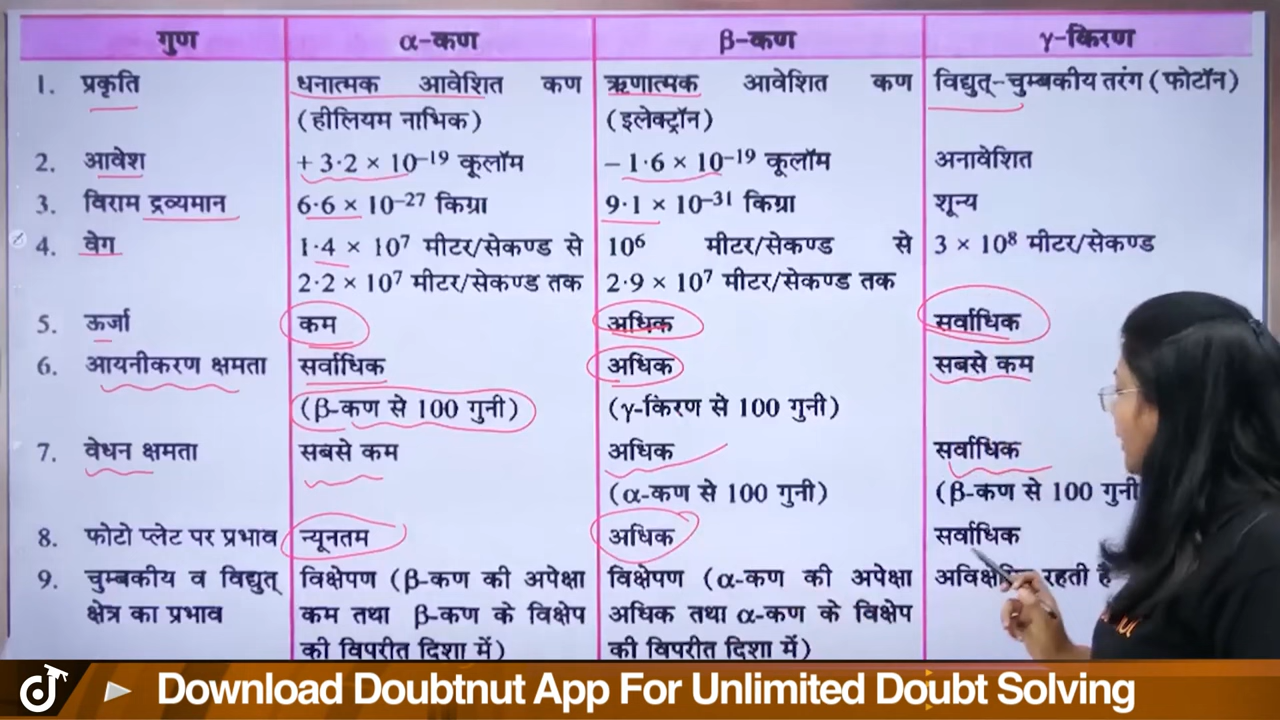 गुण α-कण β-कण γ-किरण
1. प्रकृति धनात्मक आवेशित कण ऋणात्मक आवेशित कण विद्युत्-चुम्बकीय तरंग (फोटॉन)
(हीलियम नाभिक) (इलेक्ट्रॉन)
2. आवेश + 3·2 × 10⁻¹⁹ कूलॉम – 1·6 × 10⁻¹⁹ कूलॉम अनावेशित
3. विराम द्रव्यमान 6·6 × 10⁻²⁷ किग्रा 9·1 × 10⁻³¹ किग्रा शून्य
4. वेग 1·4 × 10⁷ मीटर/सेकण्ड से 10⁶ मीटर/सेकण्ड से 3 × 10⁸ मीटर/सेकण्ड
2·2 × 10⁷ मीटर/सेकण्ड तक 2·9 × 10⁷ मीटर/सेकण्ड तक
5. ऊर्जा कम अधिक सर्वाधिक
6. आयनीकरण क्षमता सर्वाधिक अधिक सबसे कम
(β-कण से 100 गुनी) (γ-किरण से 100 गुनी)
7. वेधन क्षमता सबसे कम अधिक सर्वाधिक
(α-कण से 100 गुनी) (β-कण से 100 गुनी
8. फोटो प्लेट पर प्रभाव न्यूनतम अधिक सर्वाधिक
9. चुम्बकीय व विद्युत् विक्षेपण (β-कण की अपेक्षा विक्षेपण (α-कण की अपेक्षा रहती है
क्षेत्र का प्रभाव कम तथा β-कण के विक्षेप अधिक तथा α-कण के विक्षेप
की विपरीत दिशा में) की विपरीत दिशा में)
Download Doubtnut App For Unlimited Doubt Solving